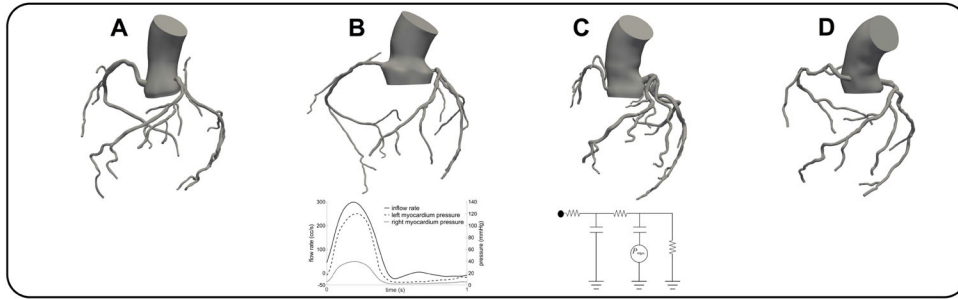 A B C D
300
200
100
0
-50
flow rate (cc/s)
inflow rate
left myocardium pressure
right myocardium pressure
140
120
100
80
60
40
20
0
pressure (mmHg)
0 time (s) 1